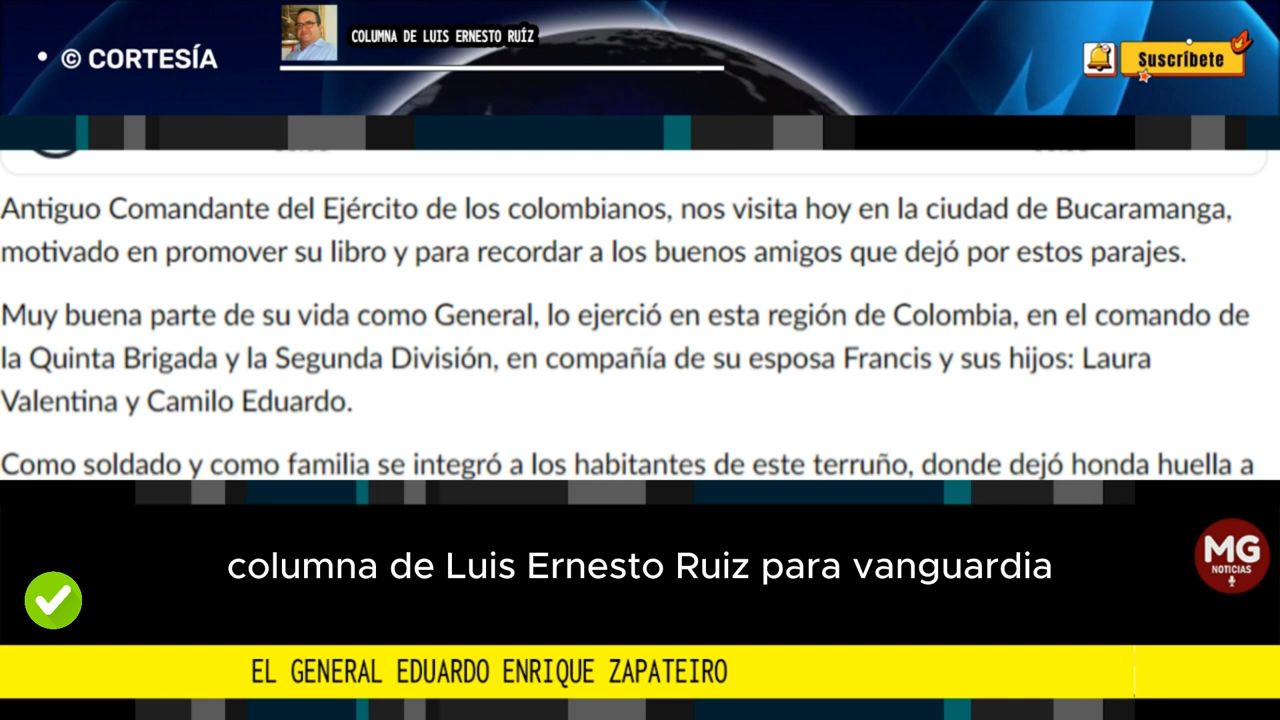 • © CORTESÍA
COLUMNA DE LUIS ERNESTO RUÍZ
Suscríbete
Antiguo Comandante del Ejército de los colombianos, nos visita hoy en la ciudad de Bucaramanga,
motivado en promover su libro y para recordar a los buenos amigos que dejó por estos parajes.
Muy buena parte de su vida como General, lo ejerció en esta región de Colombia, en el comando de
la Quinta Brigada y la Segunda División, en compañía de su esposa Francis y sus hijos: Laura
Valentina y Camilo Eduardo.
Como soldado y como familia se integró a los habitantes de este terruño, donde dejó honda huella a
columna de Luis Ernesto Ruiz para vanguardia
MG
NOTICIAS
EL GENERAL EDUARDO ENRIQUE ZAPATEIRO